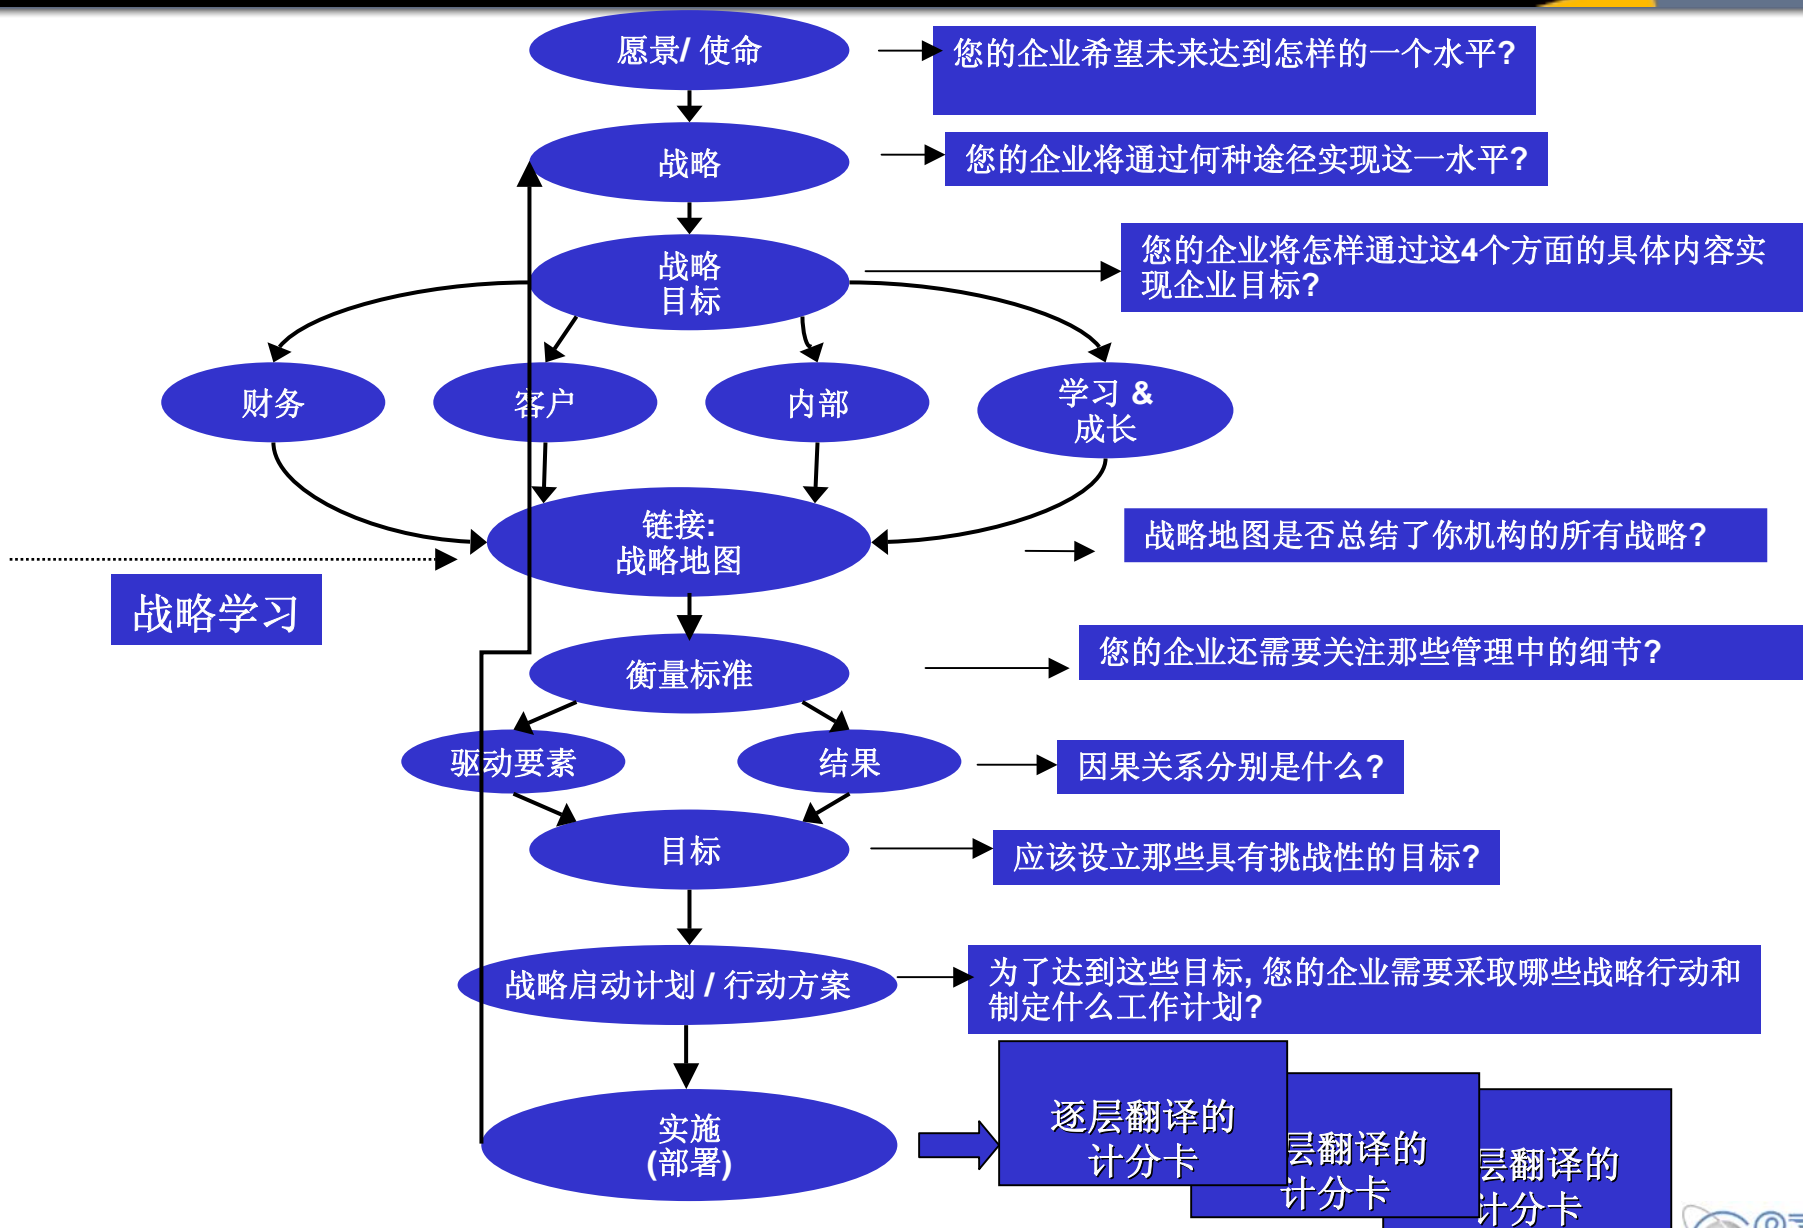 愿景/ 使命
您的企业希望未来达到怎样的一个水平?
战略
您的企业将通过何种途径实现这一水平?
战略
目标
您的企业将怎样通过这4个方面的具体内容实
现企业目标?
财务
客户
内部
学习 &
成长
链接:
战略地图
战略地图是否总结了你机构的所有战略?
战略学习
衡量标准
您的企业还需要关注那些管理中的细节?
驱动要素
结果
因果关系分别是什么?
目标
应该设立那些具有挑战性的目标?
战略启动计划 / 行动方案
为了达到这些目标, 您的企业需要采取哪些战略行动和
制定什么工作计划?
实施
(部署)
逐层翻译的
计分卡
层翻译的
计分卡
层翻译的
计分卡